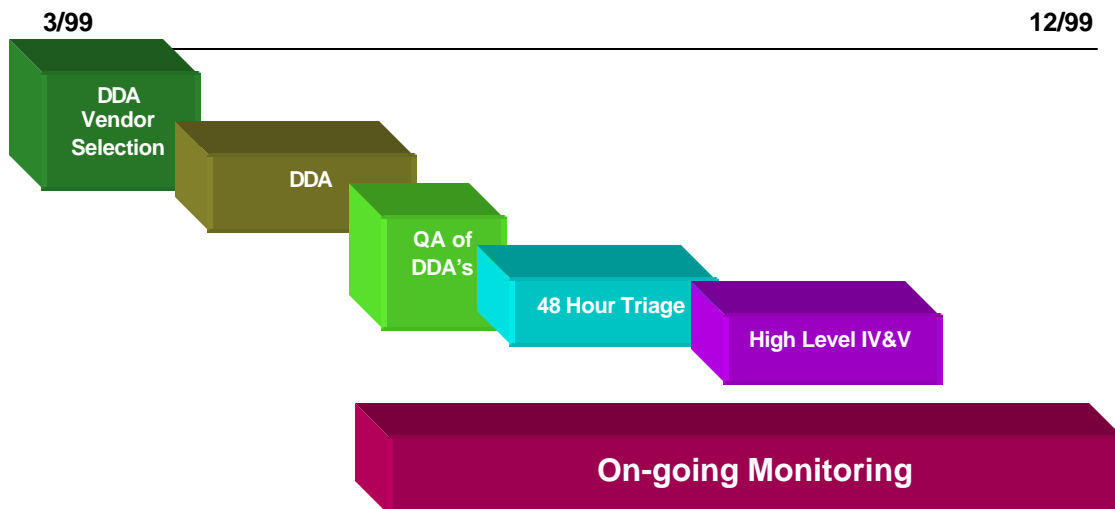 3/99
12/99
DDA
Vendor
Selection
DDA
QA of
DDA's
48 Hour Triage
High Level IV&V
On-going Monitoring